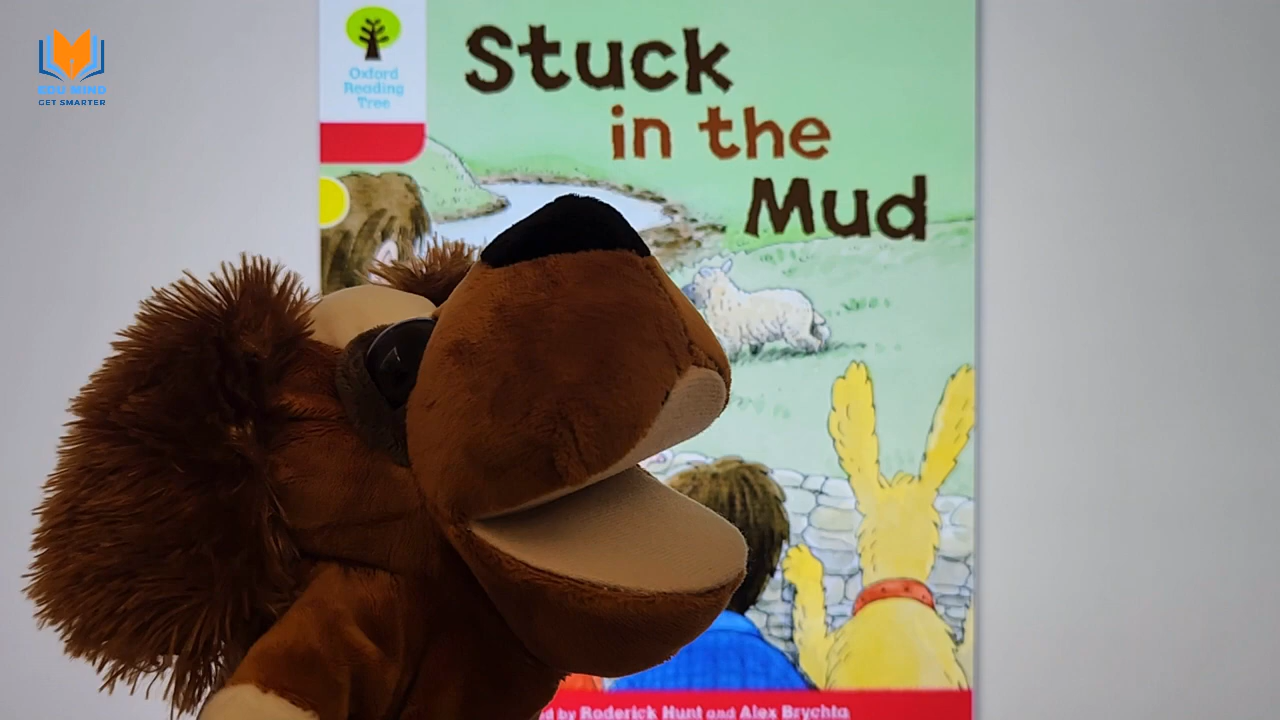 EDU MIND
GET SMARTER
Oxford
Reading
Tree
Stuck
in the
Mud
by Roderick Hunt and Alex Brychta